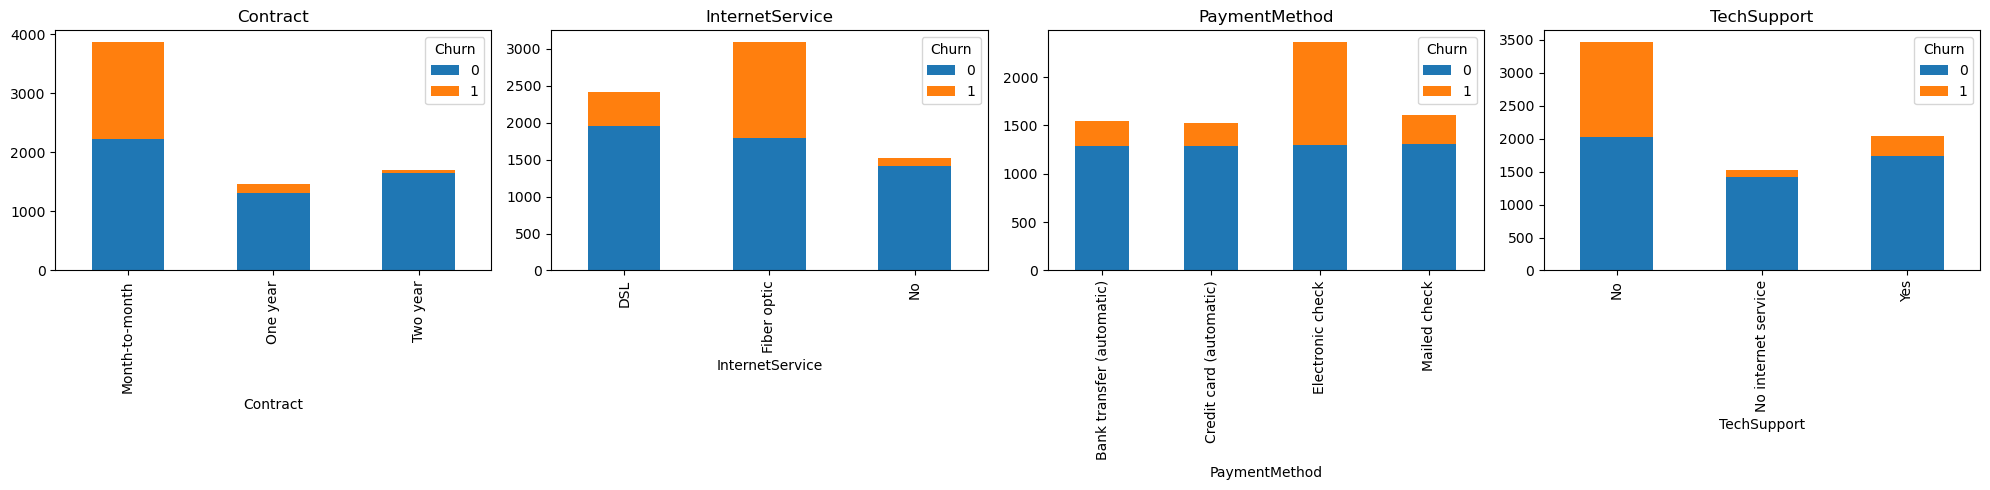 Contract
4000
3000
2000
1000
0
Churn
0
1
Month-to-month
One year
Two year
Contract
InternetService
3000
2500
2000
1500
1000
500
0
Churn
0
1
DSL
Fiber optic
No
InternetService
PaymentMethod
2000
1500
1000
500
0
Churn
0
1
Bank transfer (automatic)
Credit card (automatic)
Electronic check
Mailed check
PaymentMethod
TechSupport
3500
3000
2500
2000
1500
1000
500
0
Churn
0
1
No
No internet service
Yes
TechSupport